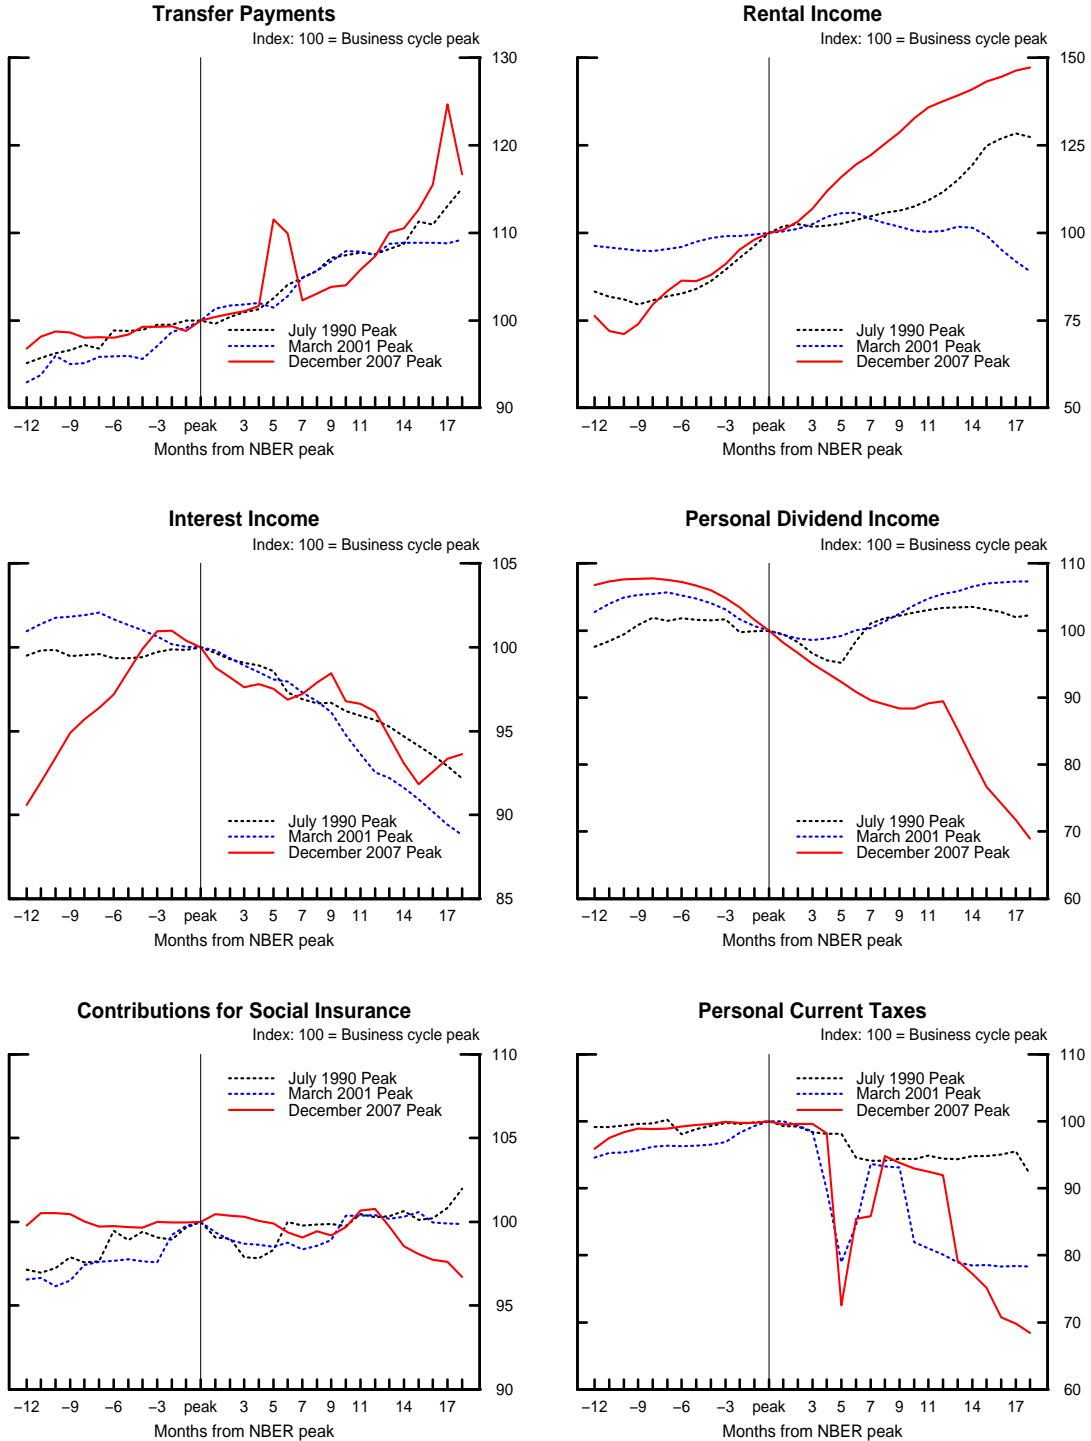 Transfer Payments
Index: 100 = Business cycle peak
130
120
110
100
90
July 1990 Peak
March 2001 Peak
December 2007 Peak
−12 −9 −6 −3 peak 3 5 7 9 11 14 17
Months from NBER peak
Rental Income
Index: 100 = Business cycle peak
150
125
100
75
50
July 1990 Peak
March 2001 Peak
December 2007 Peak
−12 −9 −6 −3 peak 3 5 7 9 11 14 17
Months from NBER peak
Interest Income
Index: 100 = Business cycle peak
105
100
95
90
85
July 1990 Peak
March 2001 Peak
December 2007 Peak
−12 −9 −6 −3 peak 3 5 7 9 11 14 17
Months from NBER peak
Personal Dividend Income
Index: 100 = Business cycle peak
110
100
90
80
70
60
July 1990 Peak
March 2001 Peak
December 2007 Peak
−12 −9 −6 −3 peak 3 5 7 9 11 14 17
Months from NBER peak
Contributions for Social Insurance
Index: 100 = Business cycle peak
110
105
100
95
90
July 1990 Peak
March 2001 Peak
December 2007 Peak
−12 −9 −6 −3 peak 3 5 7 9 11 14 17
Months from NBER peak
Personal Current Taxes
Index: 100 = Business cycle peak
110
100
90
80
70
60
July 1990 Peak
March 2001 Peak
December 2007 Peak
−12 −9 −6 −3 peak 3 5 7 9 11 14 17
Months from NBER peak